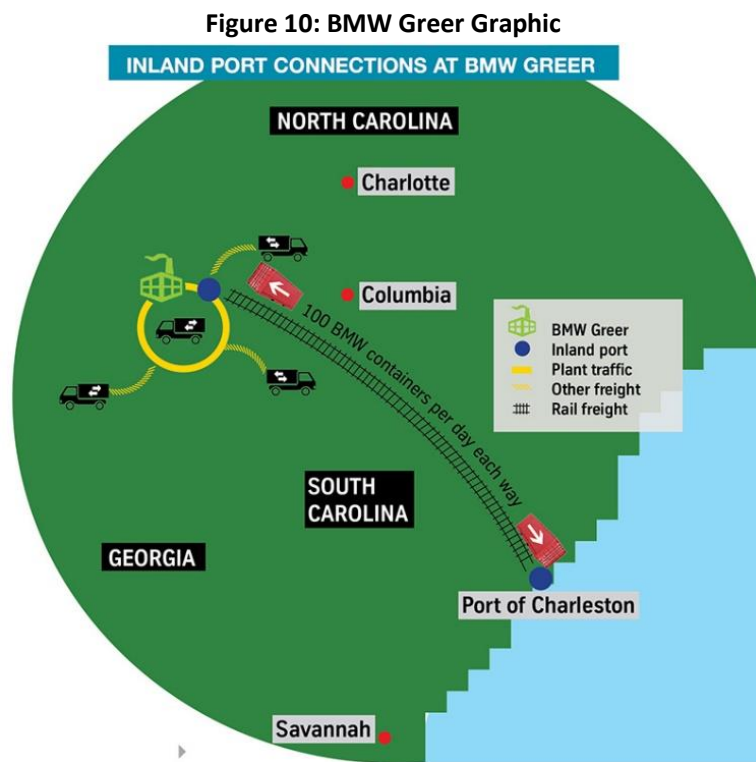 Figure 10: BMW Greer Graphic
INLAND PORT CONNECTIONS AT BMW GREER
NORTH CAROLINA
Charlotte
Columbia
100 BMW containers per day each way
BMW Greer
Inland port
Plant traffic
Other freight
Rail freight
SOUTH
CAROLINA
GEORGIA
Port of Charleston
Savannah